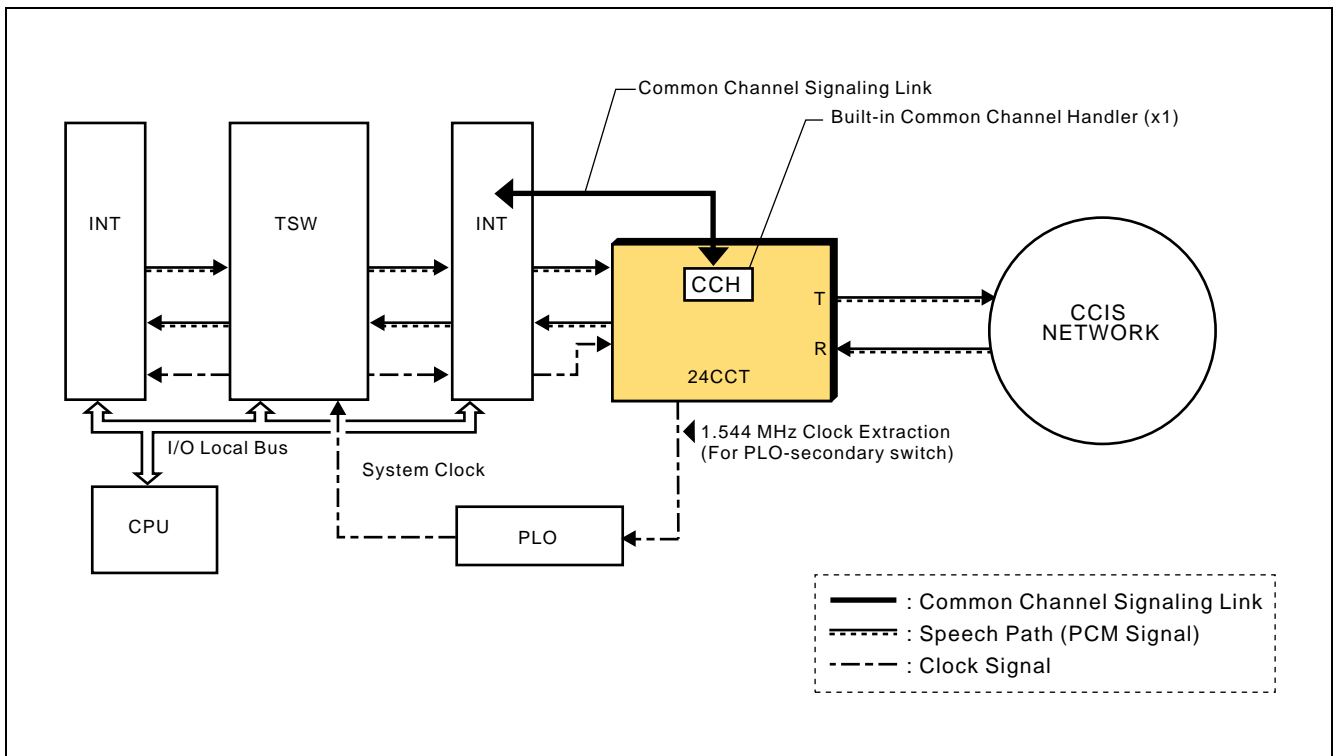 Common Channel Signaling Link
Built-in Common Channel Handler (x1)
INT
TSW
INT
CCH
T
R
24CCT
CCIS
NETWORK
I/O Local Bus
System Clock
1.544 MHz Clock Extraction
(For PLO-secondary switch)
CPU
PLO
: Common Channel Signaling Link
: Speech Path (PCM Signal)
: Clock Signal